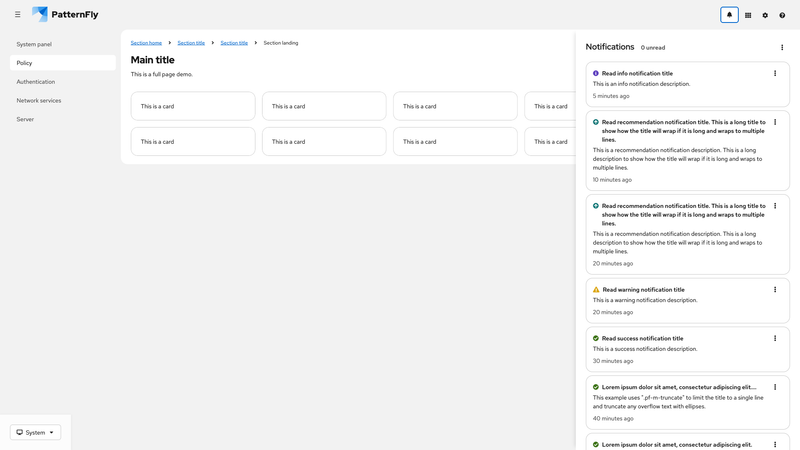 PatternFly
System panel
Policy
Authentication
Network services
Server
System
Section home
Section title
Section title
Section landing
Main title
This is a full page demo.
This is a card
This is a card
This is a card
This is a card
This is a card
This is a card
This is a card
This is a card
Notifications 0 unread
Read info notification title
This is an info notification description.
5 minutes ago
Read recommendation notification title. This is a long title to
show how the title will wrap if it is long and wraps to multiple
lines.
This is a recommendation notification description. This is a long
description to show how the title will wrap if it is long and wraps to
multiple lines.
10 minutes ago
Read recommendation notification title. This is a long title to
show how the title will wrap if it is long and wraps to multiple
lines.
This is a recommendation notification description. This is a long
description to show how the title will wrap if it is long and wraps to
multiple lines.
20 minutes ago
Read warning notification title
This is a warning notification description.
20 minutes ago
Read success notification title
This is a success notification description.
30 minutes ago
Lorem ipsum dolor sit amet, consectetur adipiscing elit....
This example uses ".pf-m-truncate" to limit the title to a single
line and truncate any overflow text with ellipses.
40 minutes ago
Lorem ipsum dolor sit amet, consectetur adipiscing elit.